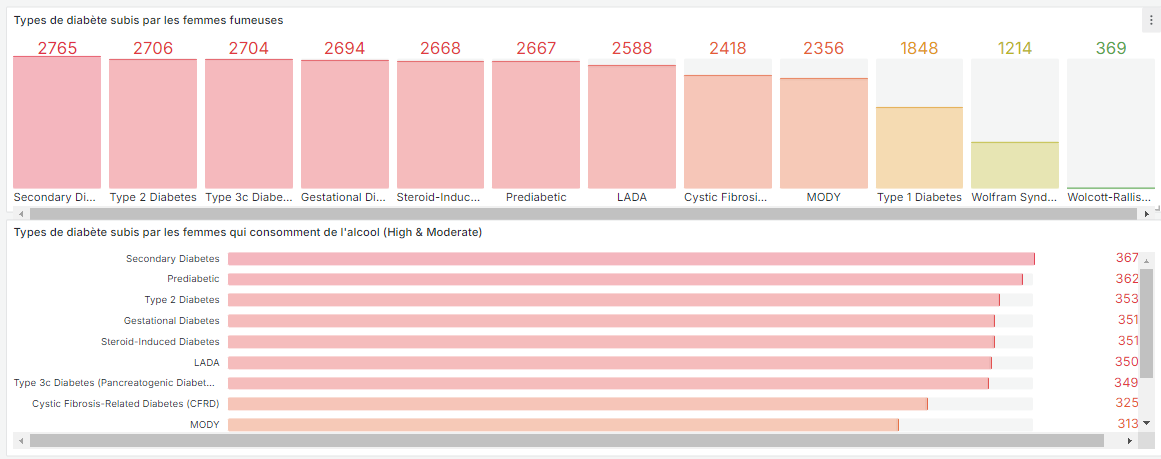 Types de diabète subis par les femmes fumeuses
2765 2706 2704 2694 2668 2667 2588 2418 2356 1848 1214 369
Secondary Di... Type 2 Diabetes Type 3c Diabe... Gestational Di... Steroid-Induc... Prediabetic LADA Cystic Fibrosi... MODY Type 1 Diabetes Wolfram Synd... Wolcott-Rallis...
Types de diabète subis par les femmes qui consomment de l'alcool (High & Moderate)
Secondary Diabetes 367
Prediabetic 362
Type 2 Diabetes 353
Gestational Diabetes 351
Steroid-Induced Diabetes 351
LADA 350
Type 3c Diabetes (Pancreatogenic Diabet... 349
Cystic Fibrosis-Related Diabetes (CFRD) 325
MODY 313